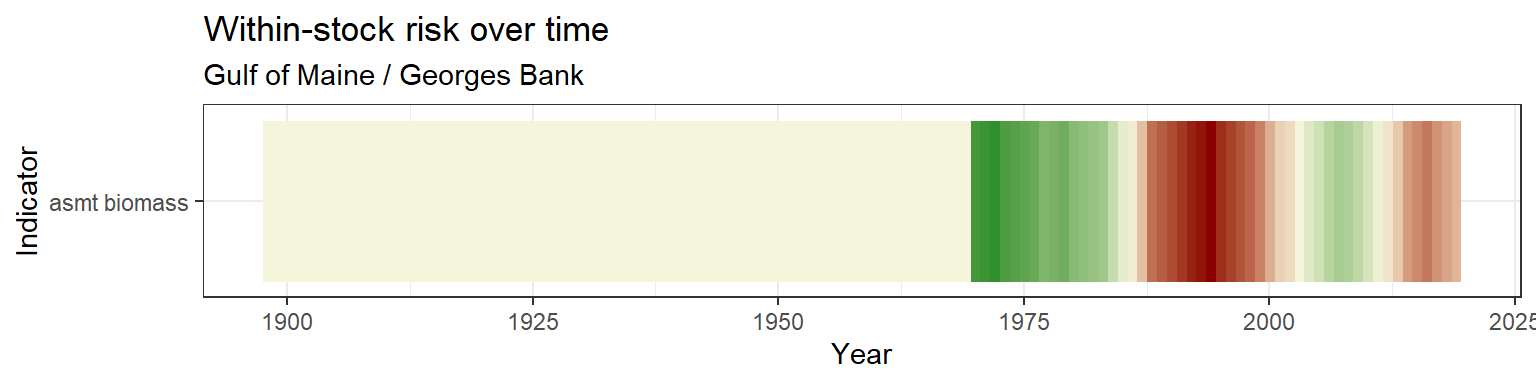 Within-stock risk over time
Gulf of Maine / Georges Bank
Indicator
asmt biomass
1900 1925 1950 1975 2000 2025
Year